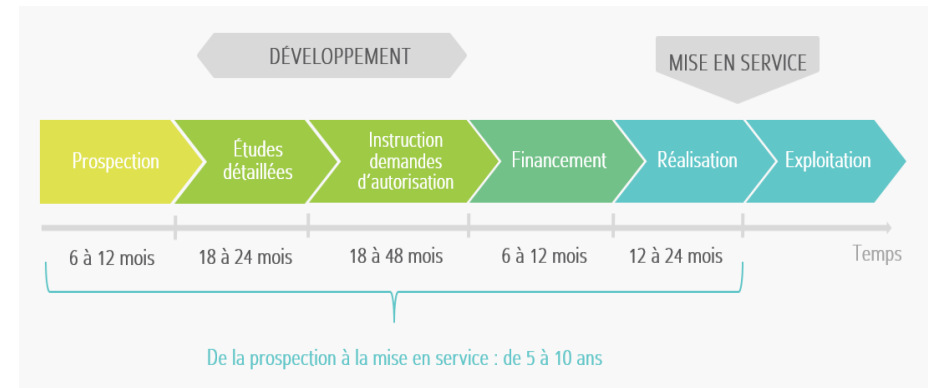 DÉVELOPPEMENT
MISE EN SERVICE
Prospection
Études
détaillées
Instruction
demandes
d'autorisation
Financement
Réalisation
Exploitation
6 à 12 mois
18 à 24 mois
18 à 48 mois
6 à 12 mois
12 à 24 mois
Temps
De la prospection à la mise en service : de 5 à 10 ans